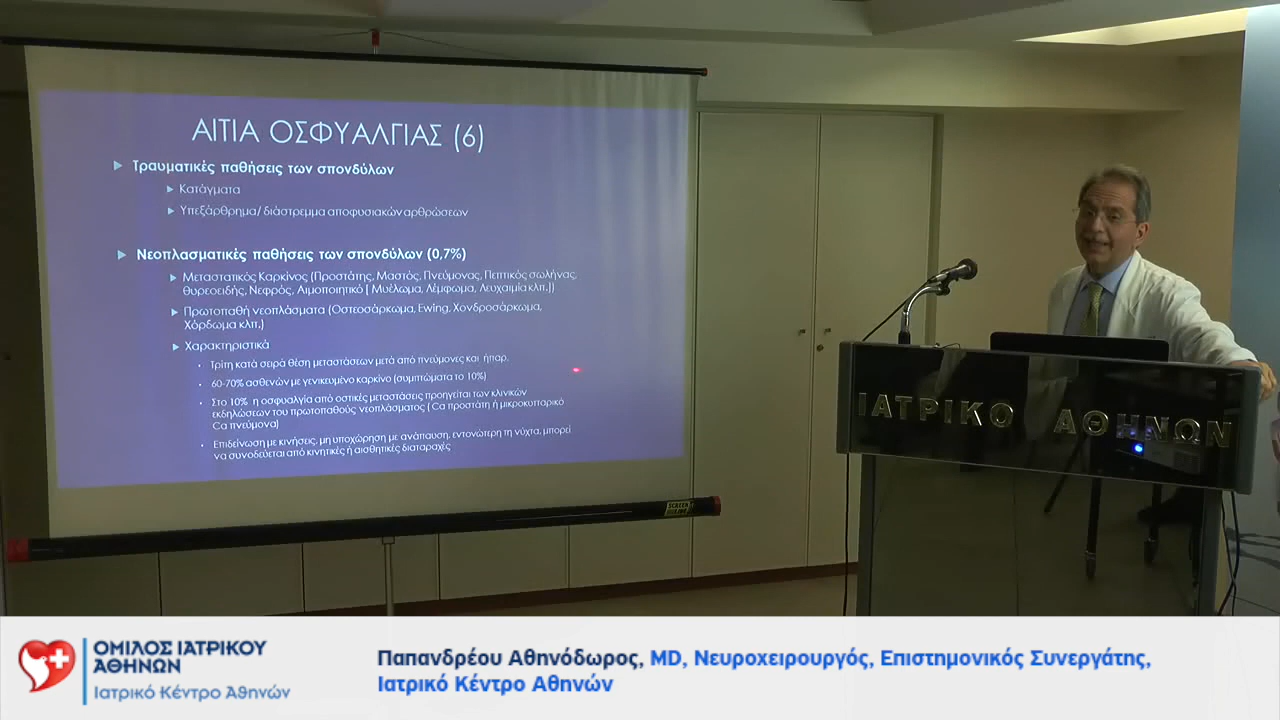 ΑΙΤΙΑ ΟΣΦΥΑΛΓΙΑΣ (6)
Τραυματικές παθήσεις των σπονδύλων
Κατάγματα
Υπεξάρθρημα/ διάστρεμμα αποφυσιακών αρθρώσεων
Νεοπλασματικές παθήσεις των σπονδύλων (0,7%)
Μεταστατικός Καρκίνος (Προστάτης, Μαστός, Πνεύμονας, Πεπτικός σωλήνας,
θυρεοειδής, Νεφρός, Αιμοποιητικό [ Μυέλωμα, Λέμφωμα, Λευχαιμία κλπ.])
Πρωτοπαθή νεοπλάσματα (Οστεοσάρκωμα, Ewing, Χονδροσάρκωμα,
Χόρδωμα κλπ.)
Χαρακτηριστικά
Τρίτη κατά σειρά θέση μεταστάσεων μετά από πνεύμονες και ήπαρ.
60-70% ασθενών με γενικευμένο καρκίνο (συμπτώματα το 10%)
Στο 10% η οσφυαλγία από οστικές μεταστάσεις προηγείται των κλινικών
εκδηλώσεων του πρωτοπαθούς νεοπλάσματος ( Ca προστάτη ή μικροκυτταρικό
Ca πνεύμονα)
Επιδείνωση με κινήσεις, μη υποχώρηση με ανάπαυση, εντονώτερη τη νύχτα, μπορεί
να συνοδεύεται από κινητικές ή αισθητικές διαταραχές
ΙΑΤΡΙΚΟ ΑΘΗΝΩΝ
ΟΜΙΛΟΣ ΙΑΤΡΙΚΟΥ
ΑΘΗΝΩΝ
Ιατρικό Κέντρο Αθηνών
Παπανδρέου Αθηνόδωρος, MD, Νευροχειρουργός, Επιστημονικός Συνεργάτης,
Ιατρικό Κέντρο Αθηνών